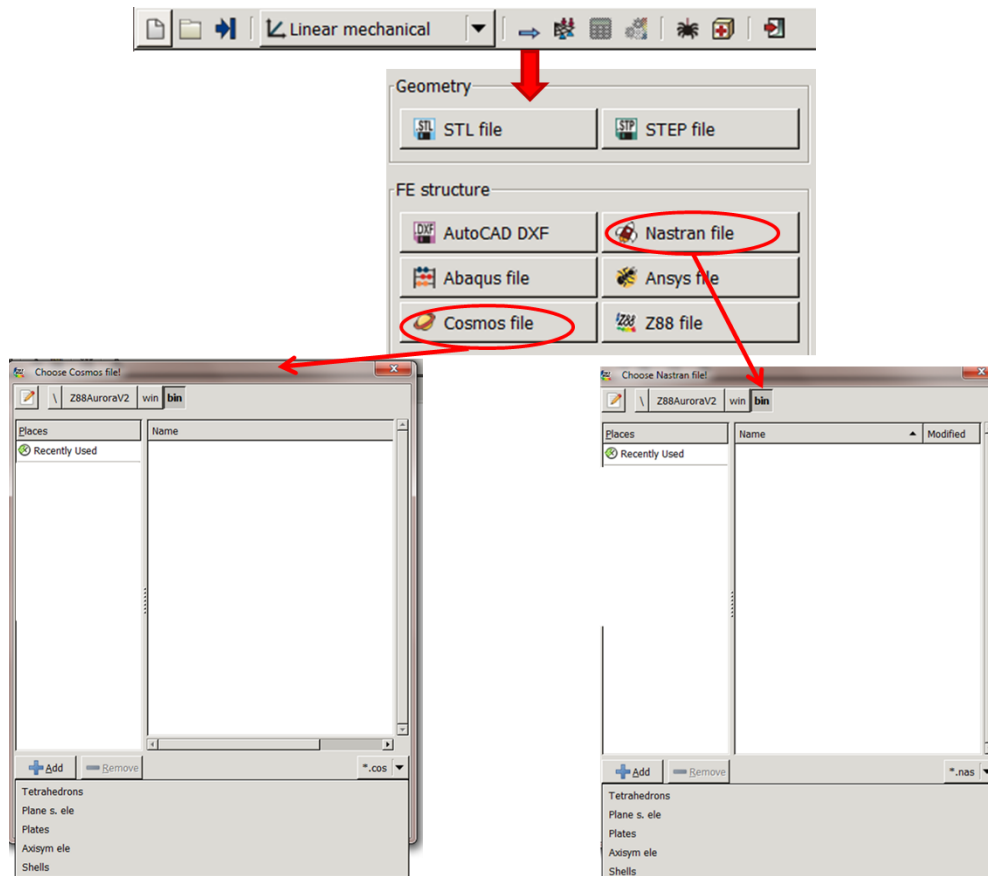 Linear mechanical
Geometry
STL file
STEP file
FE structure
AutoCAD DXF
Nastran file
Abaqus file
Ansys file
Cosmos file
Z88 file
Choose Cosmos file!
\ Z88AuroraV2 win bin
Places
Name
Recently Used
Add
Remove
*.cos
Tetrahedrons
Plane s. ele
Plates
Axisym ele
Shells
Choose Nastran file!
\ Z88AuroraV2 win bin
Places
Name
Modified
Recently Used
Add
Remove
*.nas
Tetrahedrons
Plane s. ele
Plates
Axisym ele
Shells